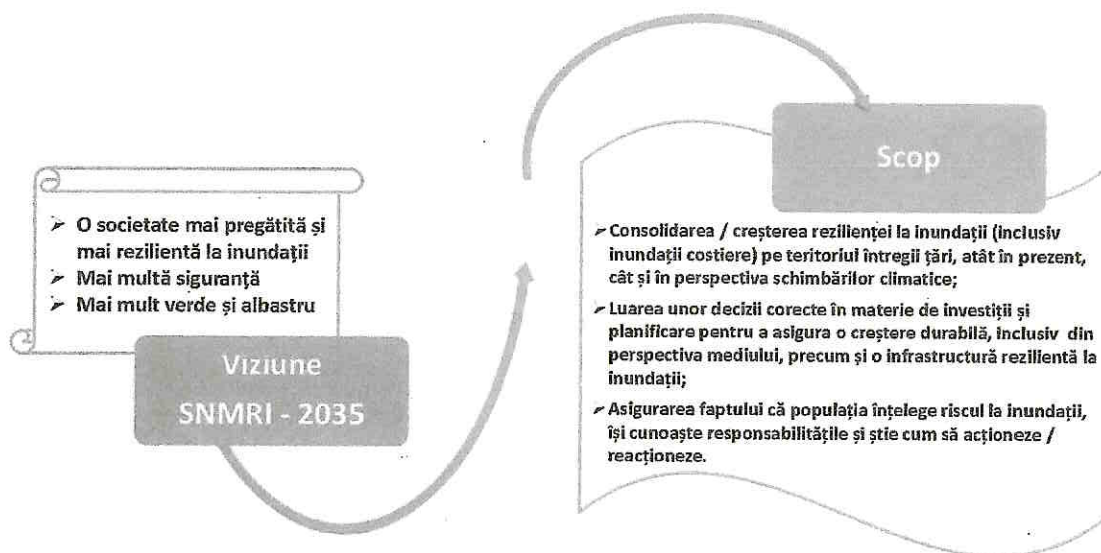 ➢ O societate mai pregătită și
mai rezilientă la inundații
➢ Mai multă siguranță
➢ Mai mult verde și albastru
Viziune
SNMRI - 2035
Scop
➢ Consolidarea / creșterea rezilienței la inundații (inclusiv
inundații costiere) pe teritoriul întregii țări, atât în prezent,
cât și în perspectiva schimbărilor climatice;
➢ Luarea unor decizii corecte în materie de investiții și
planificare pentru a asigura o creștere durabilă, inclusiv din
perspectiva mediului, precum și o infrastructură rezilientă la
inundații;
➢ Asigurarea faptului că populația înțelege riscul la inundații,
își cunoaște responsabilitățile și știe cum să acționeze /
reacționeze.